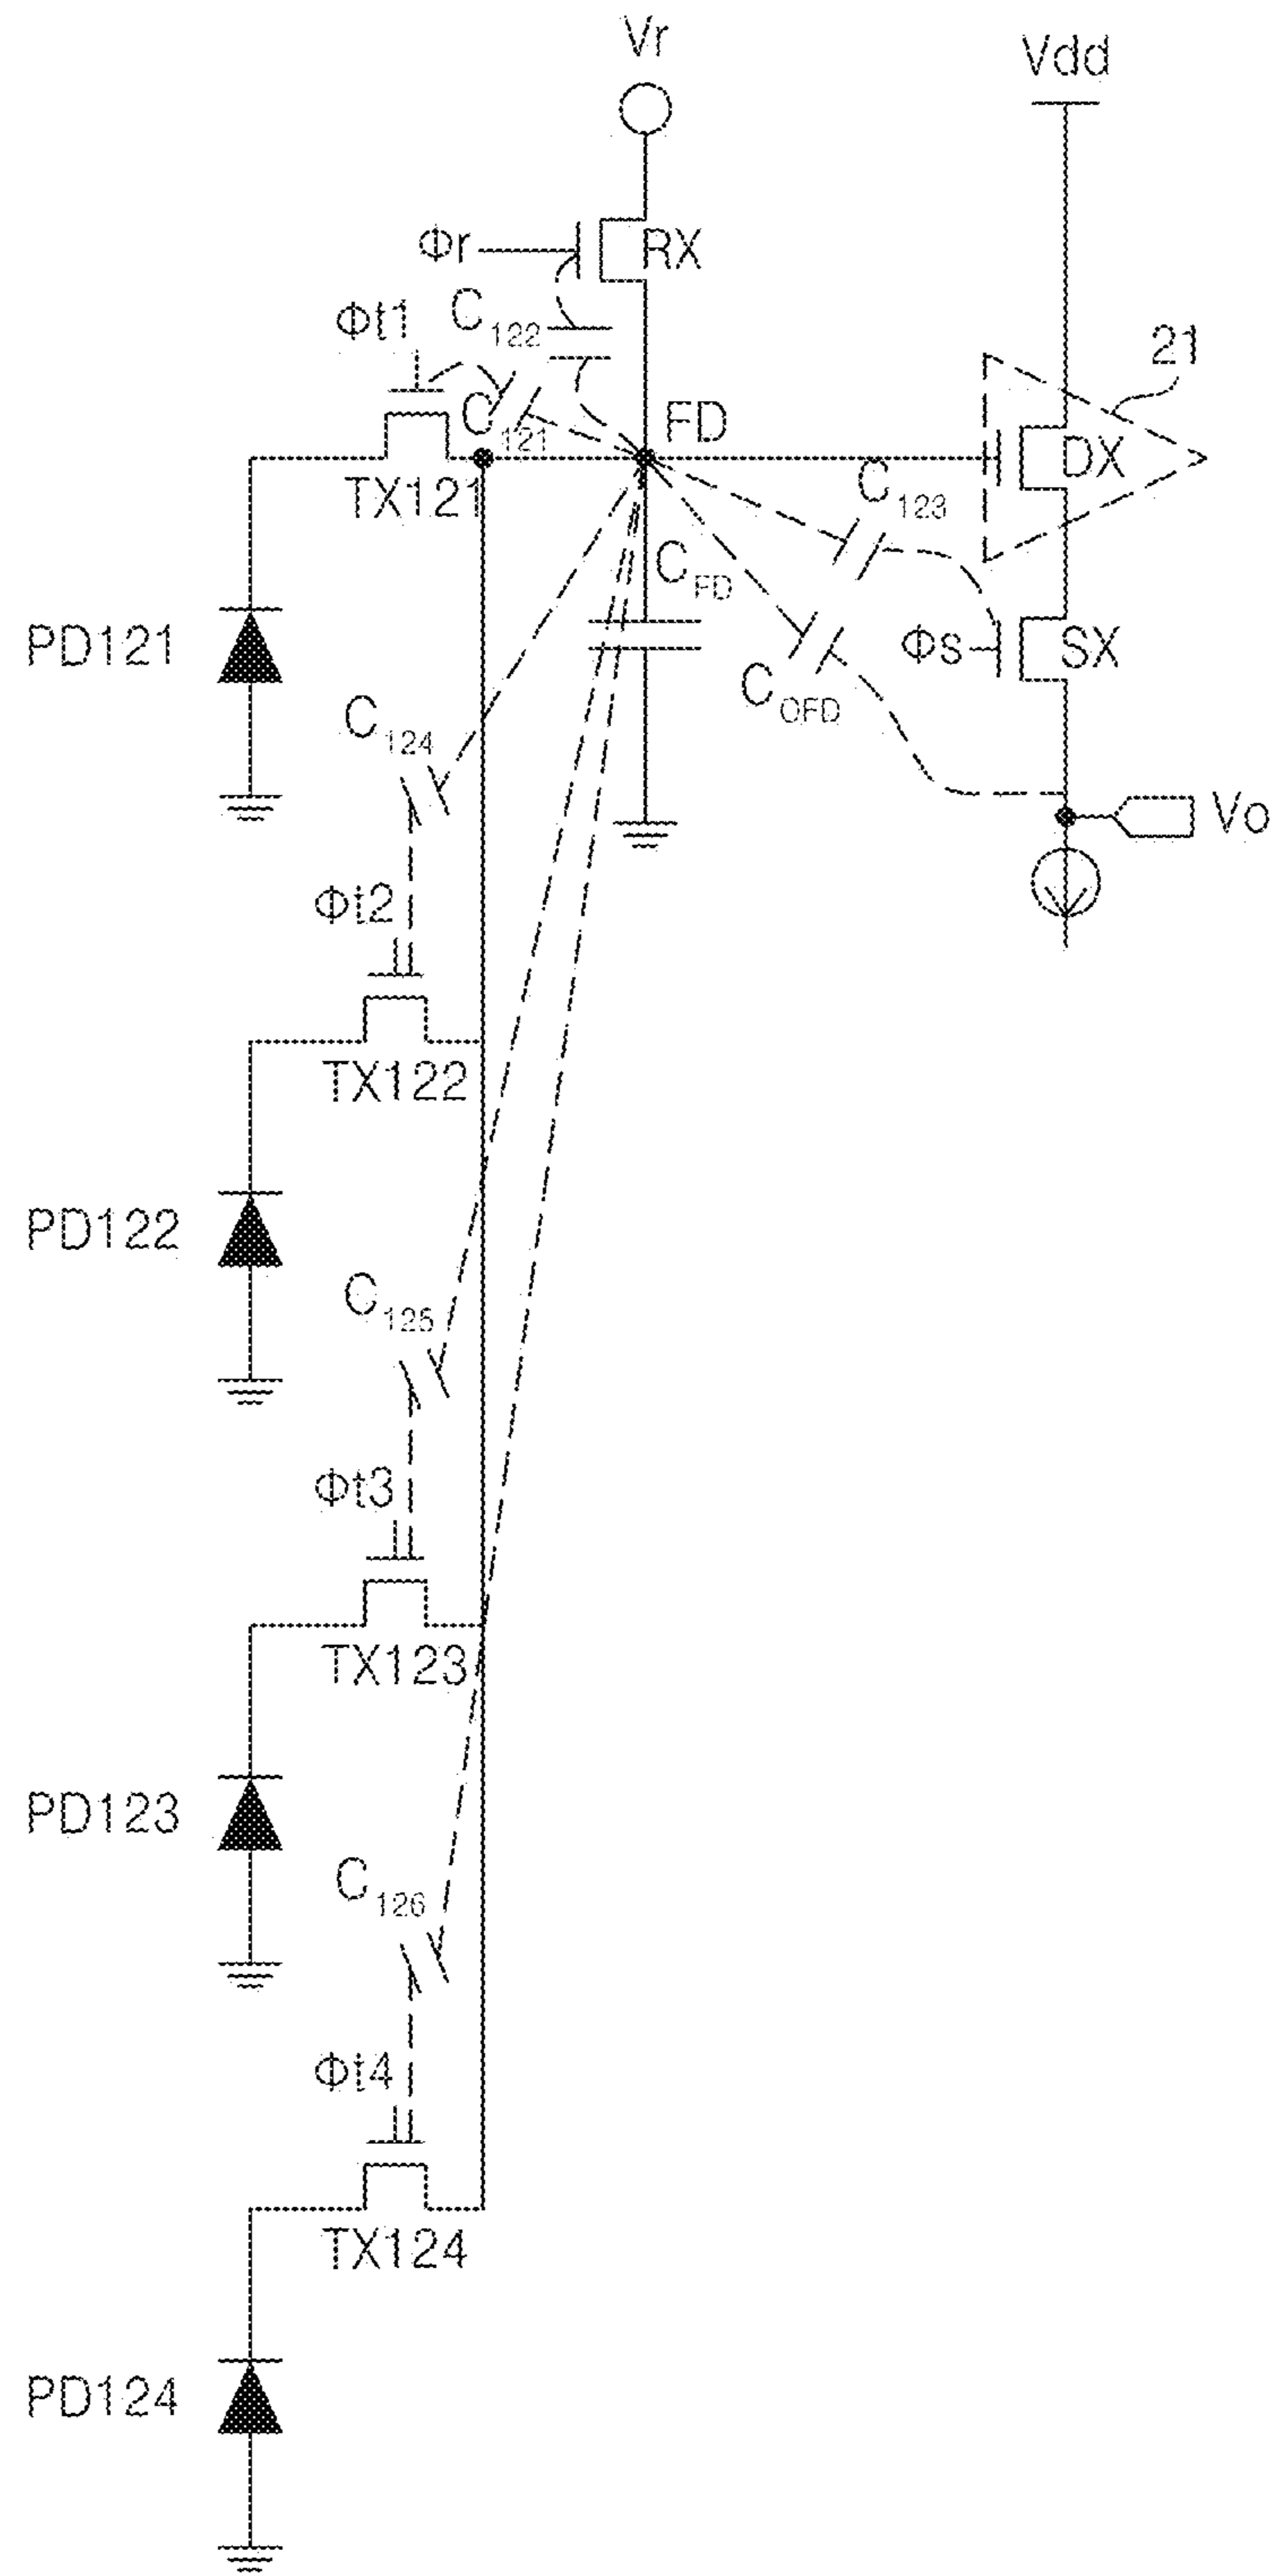 Vr
Vdd
Φr
RX
C122
Φt1
21
C121
FD
DX
TX121
C123
CFD
PD121
Φs
SX
COFD
C124
Vo
Φt2
TX122
PD122
C125
Φt3
TX123
PD123
C126
Φt4
TX124
PD124